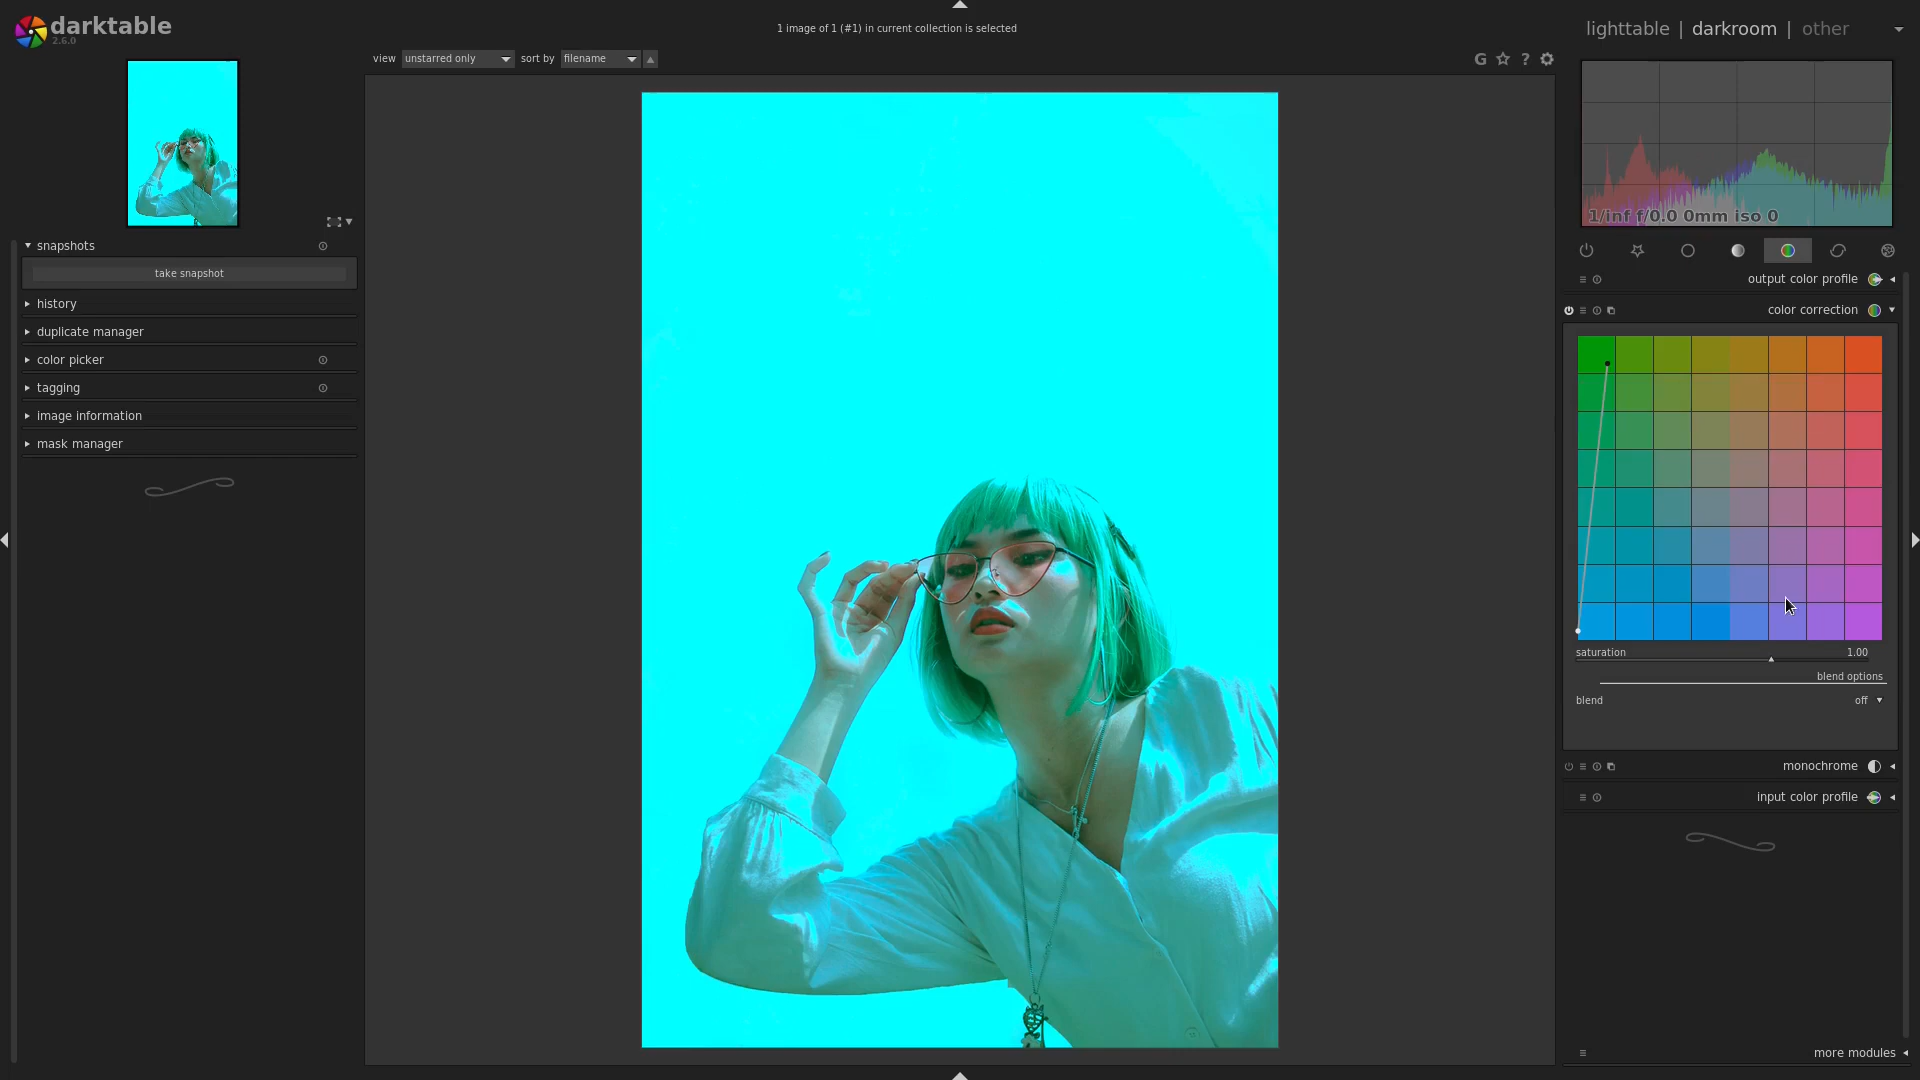 darktable
2.6.0
1 image of 1 (#1) in current collection is selected
lighttable | darkroom | other
view unstarred only sort by filename
G ☆ ?
1/inf f/0.0 0mm iso 0
snapshots
take snapshot
history
duplicate manager
color picker
tagging
image information
mask manager
output color profile
color correction
saturation 1.00
blend options
blend off
monochrome
input color profile
more modules